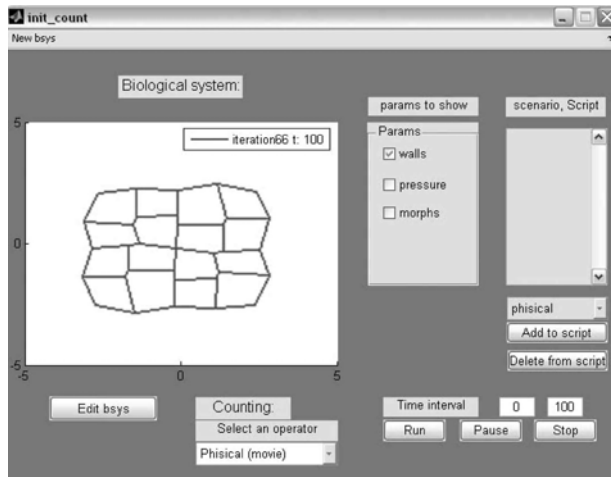 init_count
New bsys
Biological system:
params to show
scenario, Script
Params
walls
pressure
morphs
iteration66 t: 100
5
0
-5
-5
0
5
phisical
Add to script
Delete from script
Edit bsys
Counting:
Select an operator
Phisical (movie)
Time interval
0
100
Run
Pause
Stop